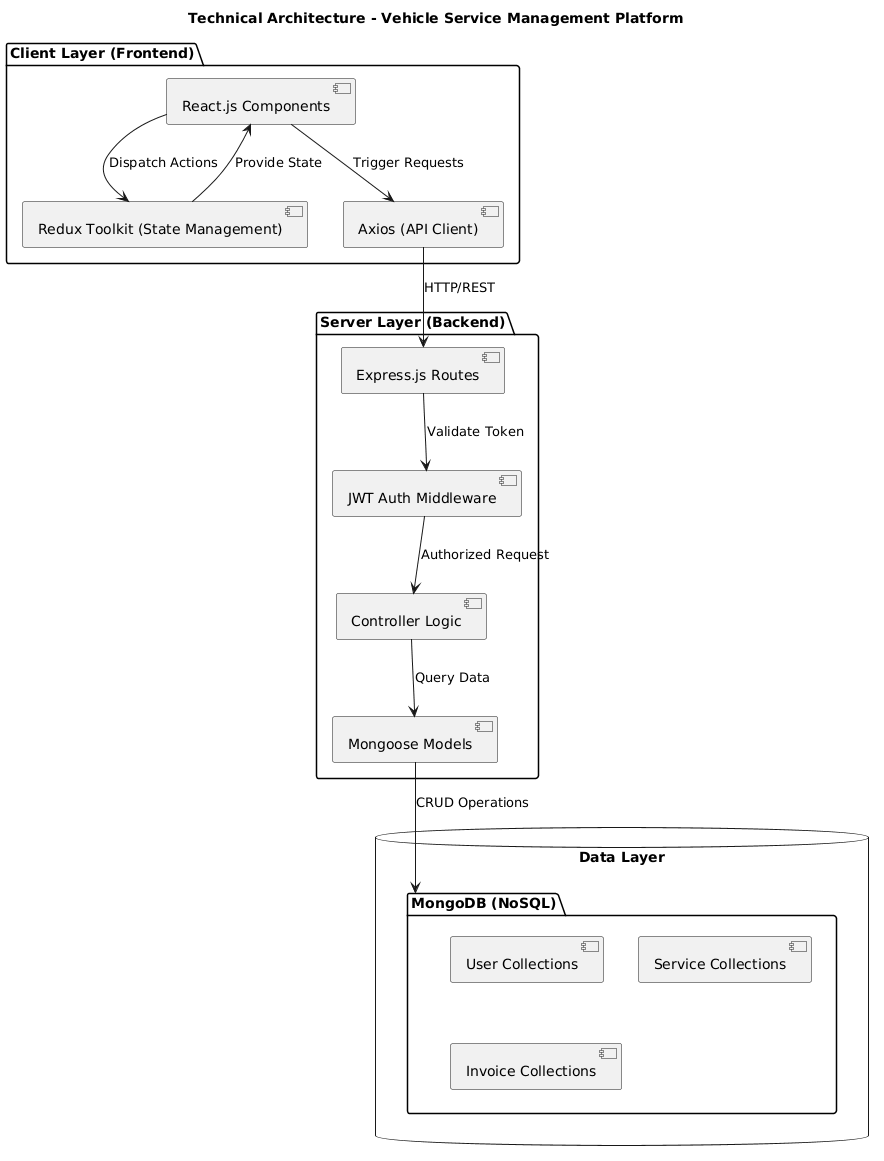 Technical Architecture - Vehicle Service Management Platform
Client Layer (Frontend)
React.js Components
Dispatch Actions
Provide State
Trigger Requests
Redux Toolkit (State Management)
Axios (API Client)
HTTP/REST
Server Layer (Backend)
Express.js Routes
Validate Token
JWT Auth Middleware
Authorized Request
Controller Logic
Query Data
Mongoose Models
CRUD Operations
Data Layer
MongoDB (NoSQL)
User Collections
Service Collections
Invoice Collections